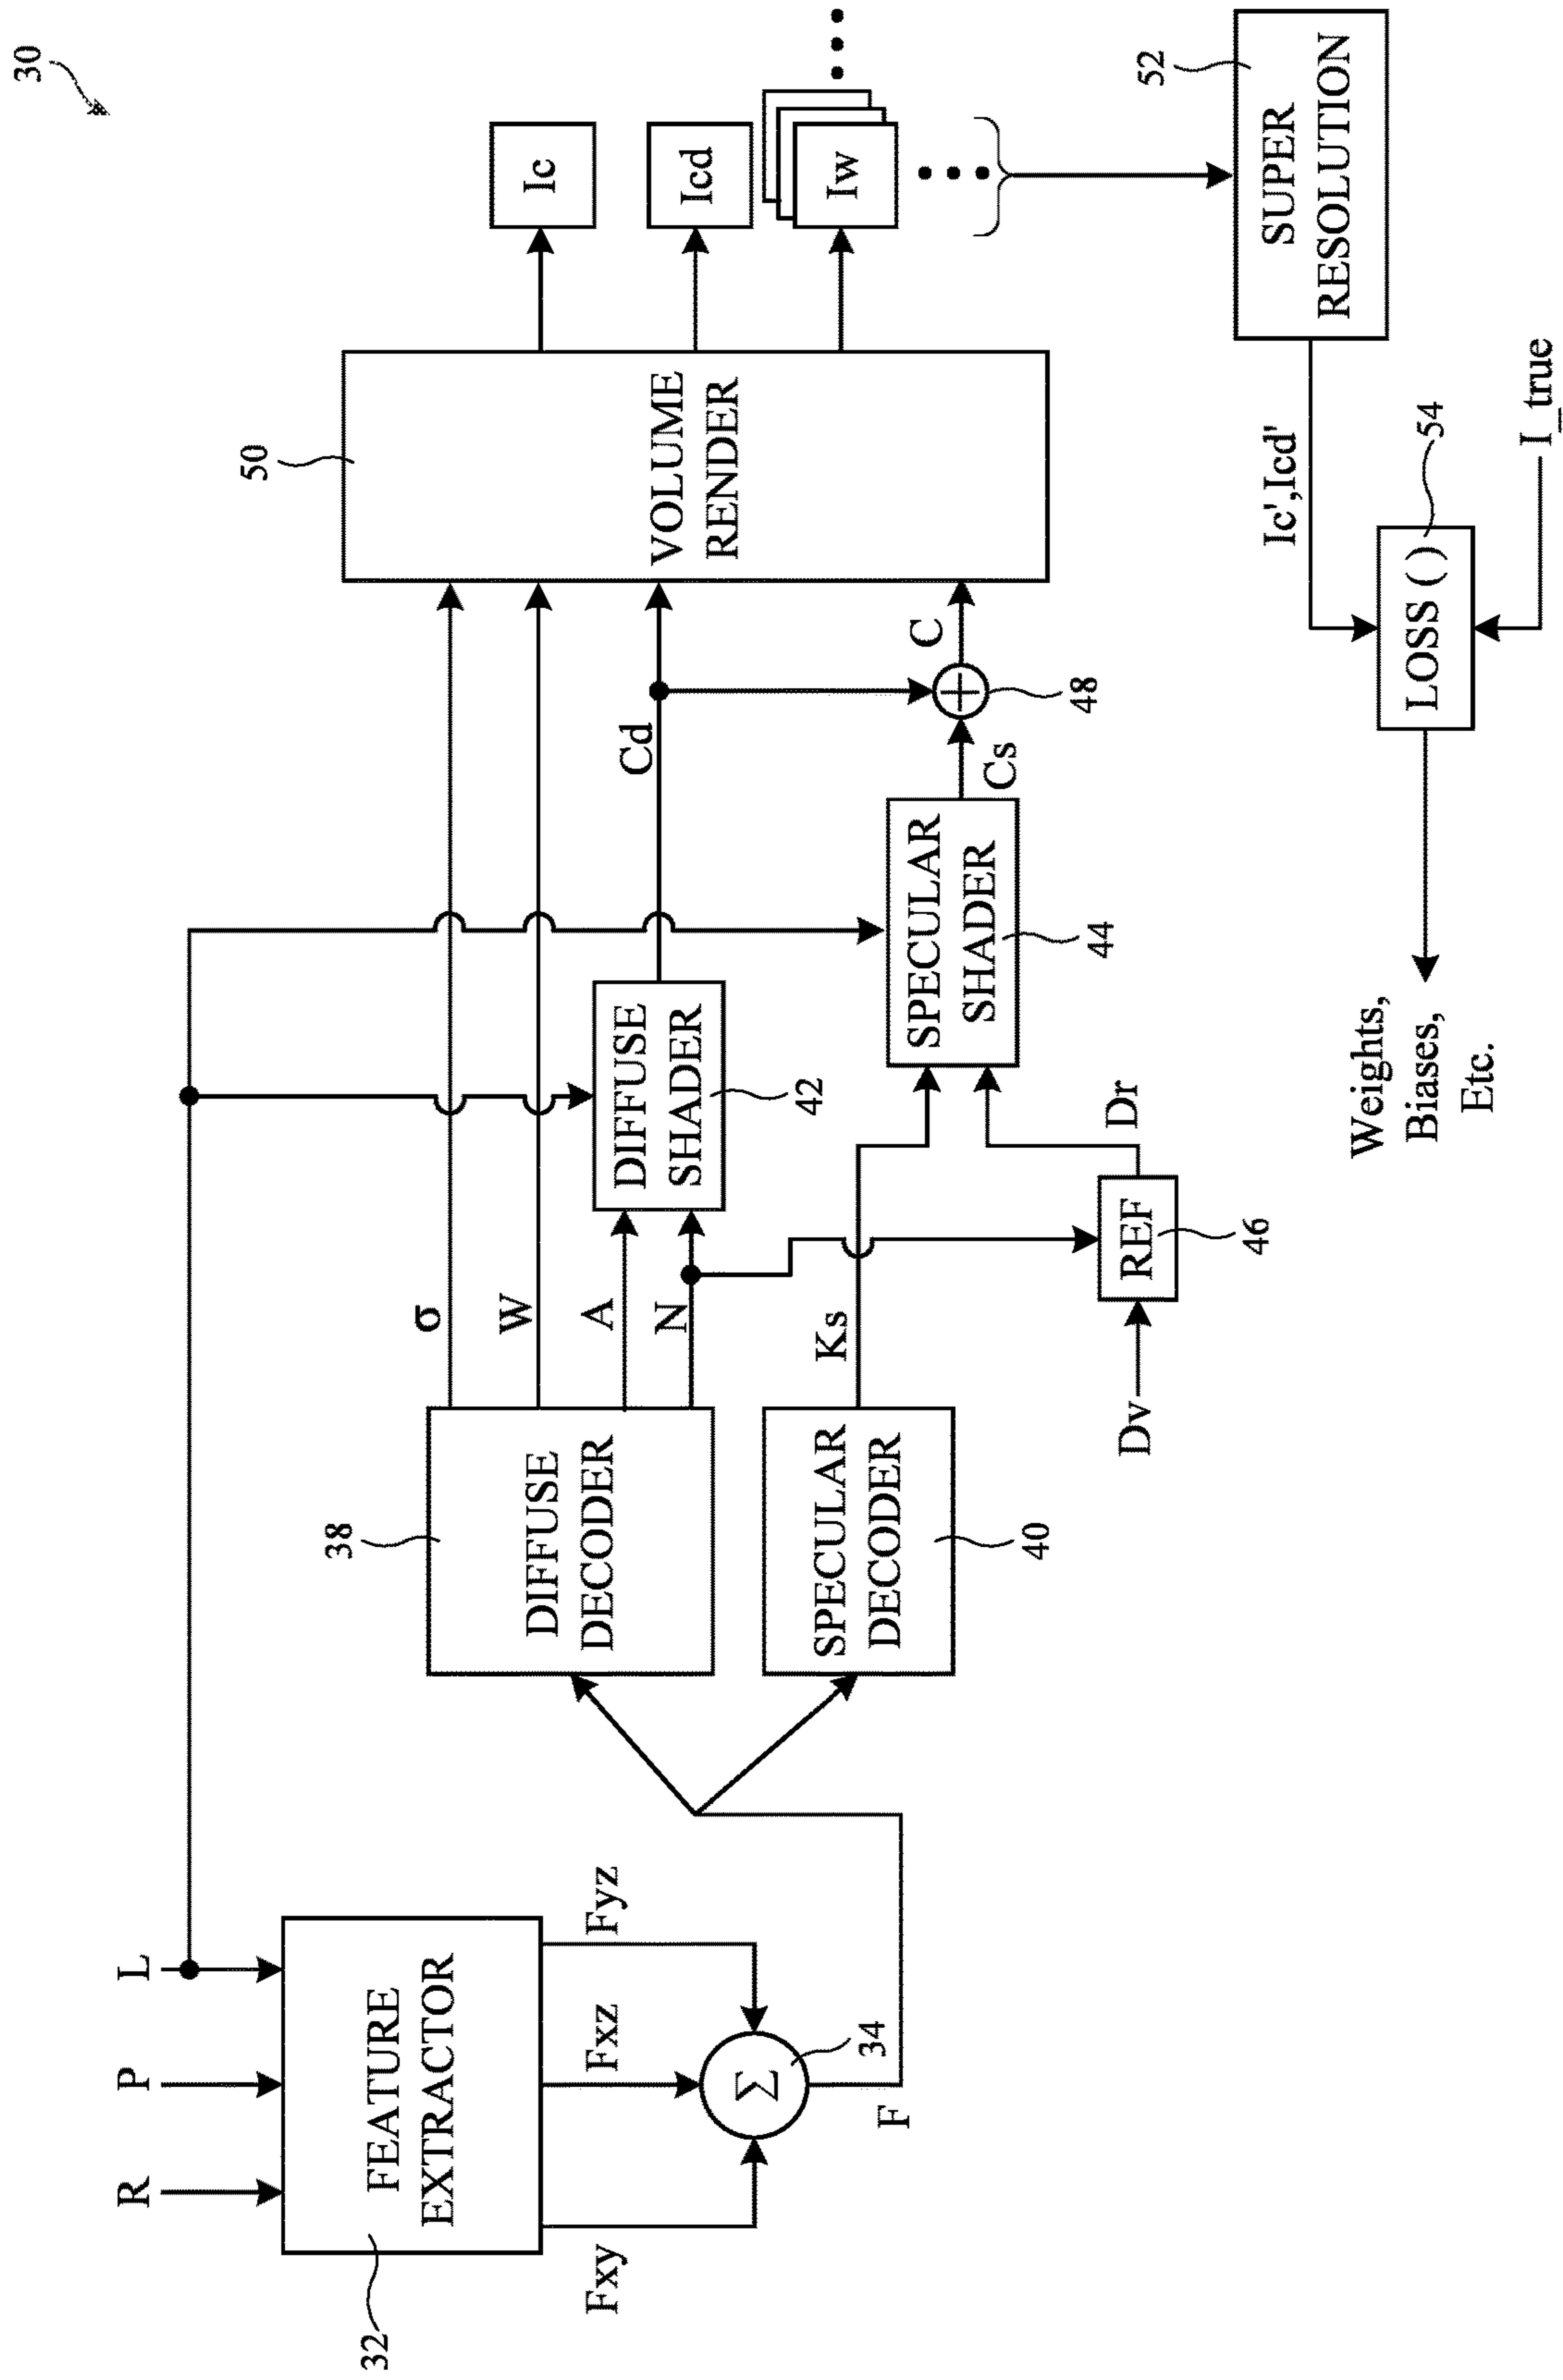 30
R
P
L
32
FEATURE
EXTRACTOR
Fxy
Fxz
Fyz
Σ
34
F
38
DIFFUSE
DECODER
SPECULAR
DECODER
40
σ
W
A
N
Ks
Dv
REF
46
Dr
DIFFUSE
SHADER
42
SPECULAR
SHADER
44
Cd
Cs
48
C
50
VOLUME
RENDER
Ic
Icd
Iw
52
SUPER
RESOLUTION
Ic',Icd'
LOSS ( )
54
I_true
Weights,
Biases,
Etc.